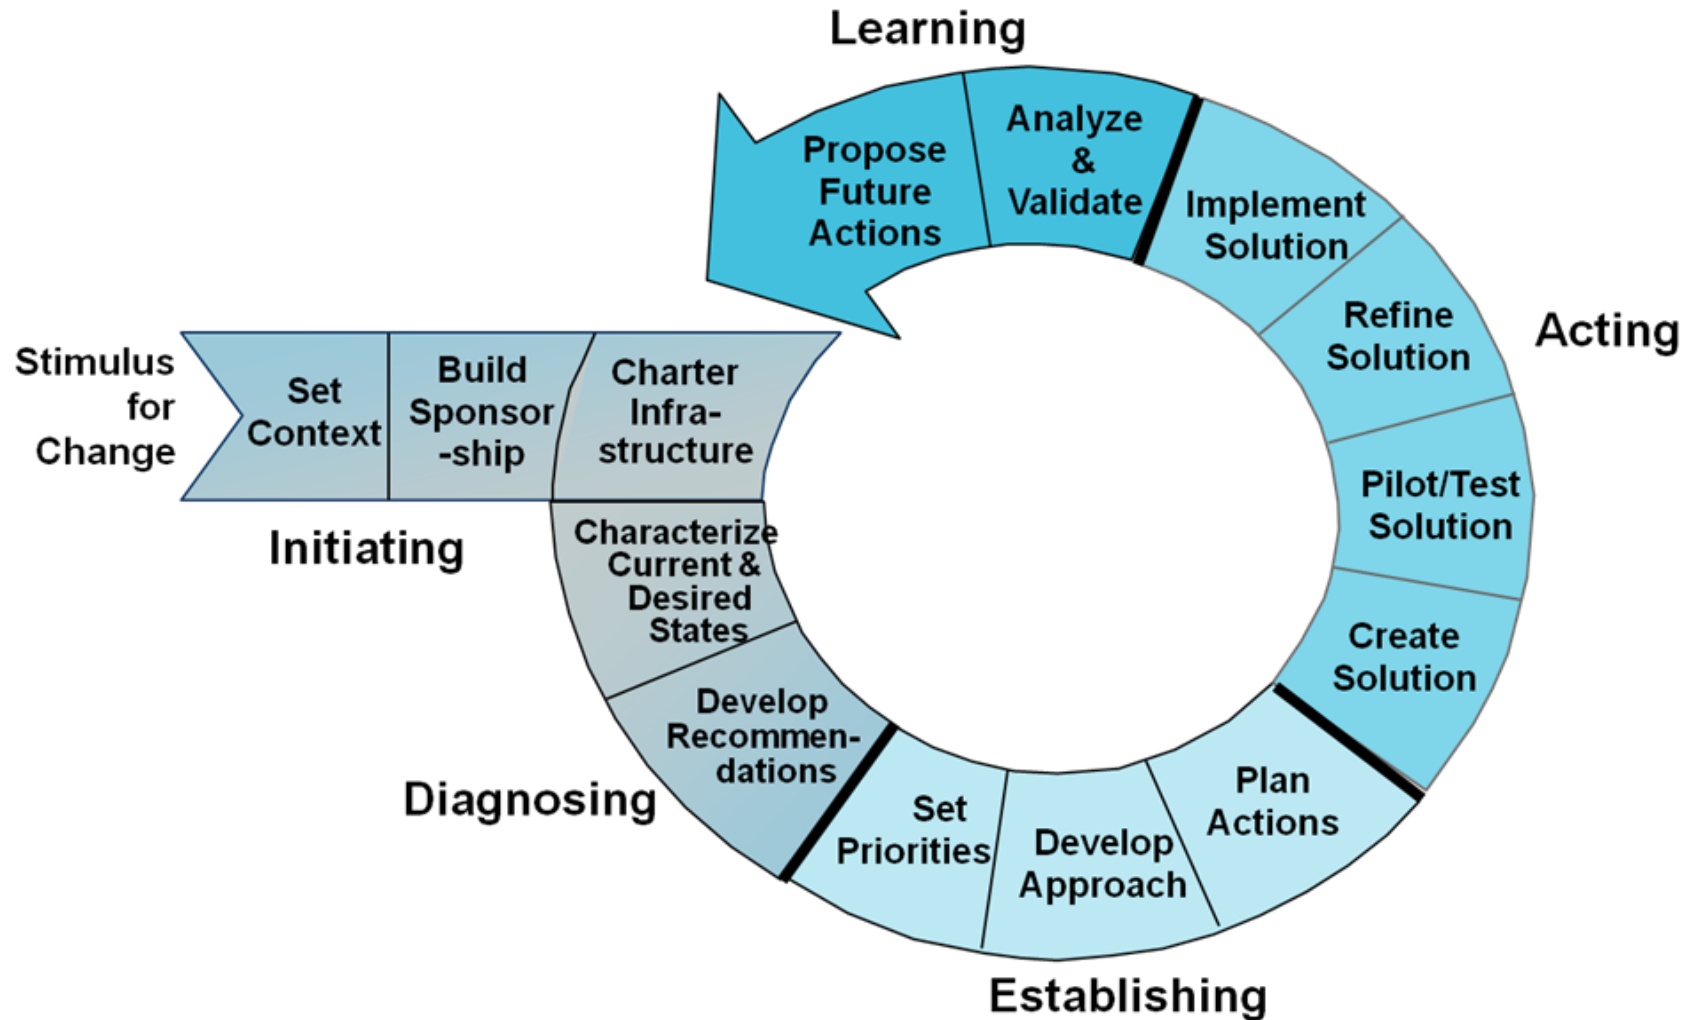 Learning
Analyze
&
Validate
Propose
Future
Actions
Implement
Solution
Refine
Solution
Acting
Pilot/Test
Solution
Create
Solution
Stimulus
for
Change
Set
Context
Build
Sponsor
-ship
Charter
Infra-
structure
Initiating
Characterize
Current &
Desired
States
Develop
Recommen-
dations
Diagnosing
Set
Priorities
Develop
Approach
Plan
Actions
Establishing